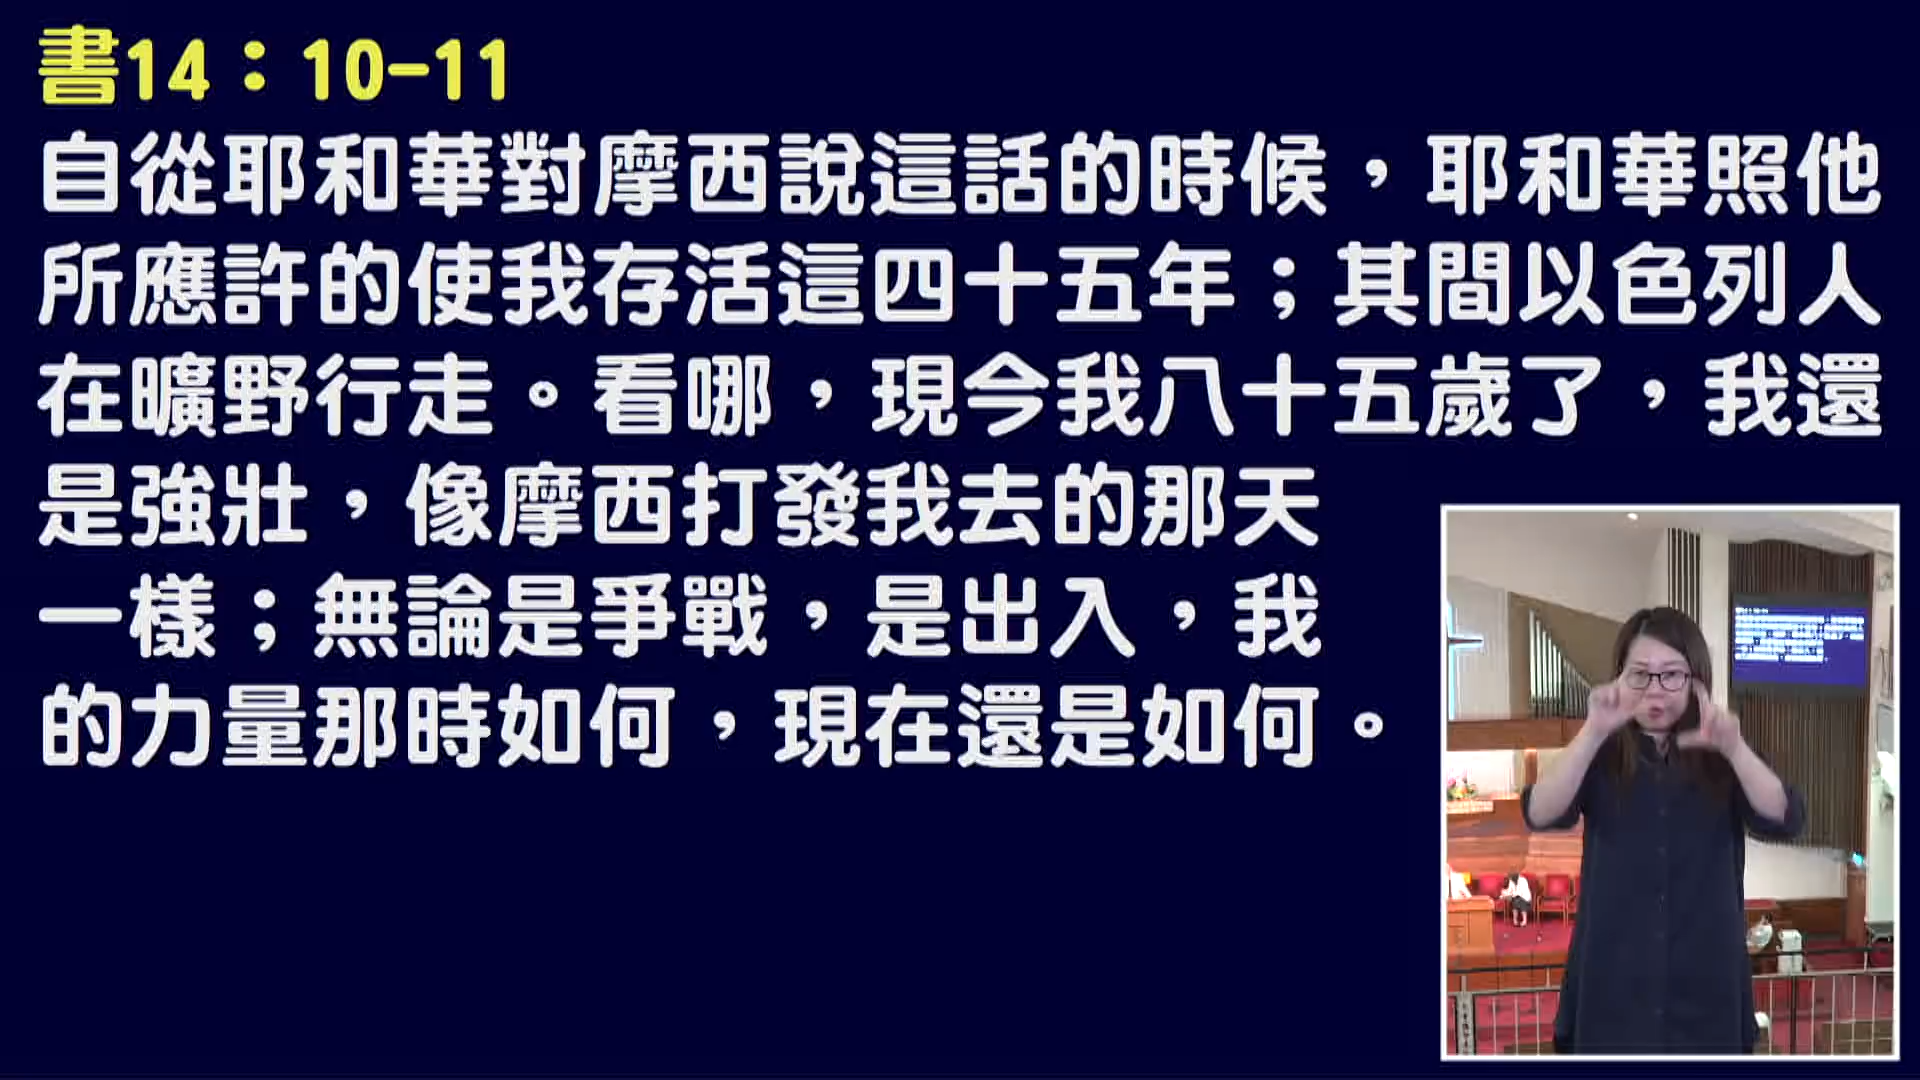 書14：10-11
自從耶和華對摩西說這話的時候，耶和華照他
所應許的使我存活這四十五年；其間以色列人
在曠野行走。看哪，現今我八十五歲了，我還
是強壯，像摩西打發我去的那天
一樣；無論是爭戰，是出入，我
的力量那時如何，現在還是如何。